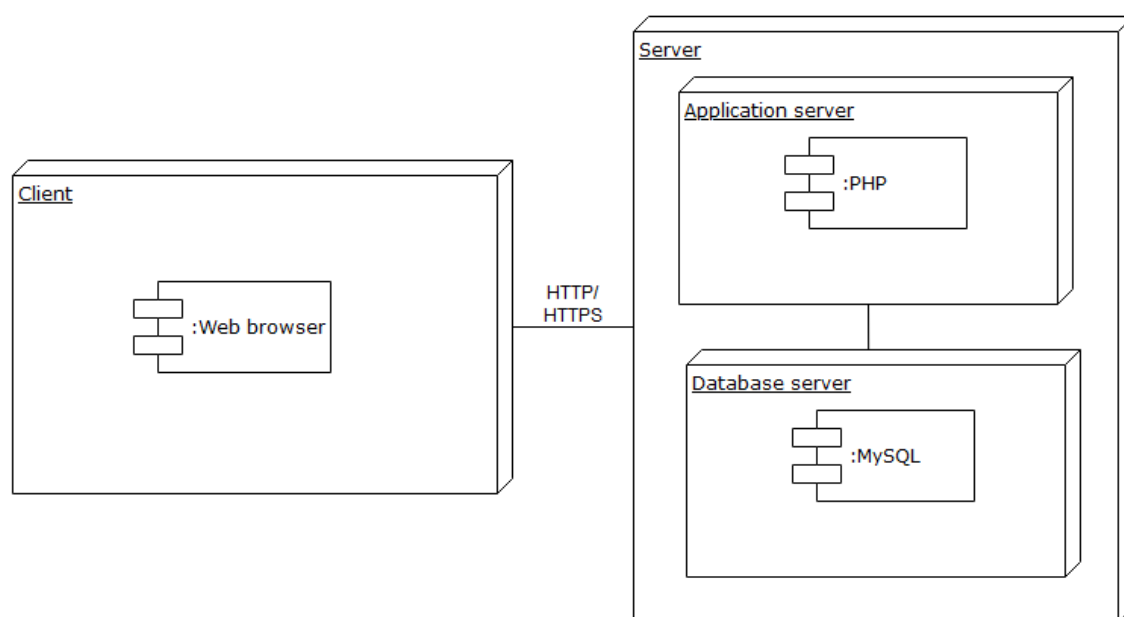 Server
Application server
:PHP
Client
:Web browser
HTTP/
HTTPS
Database server
:MySQL